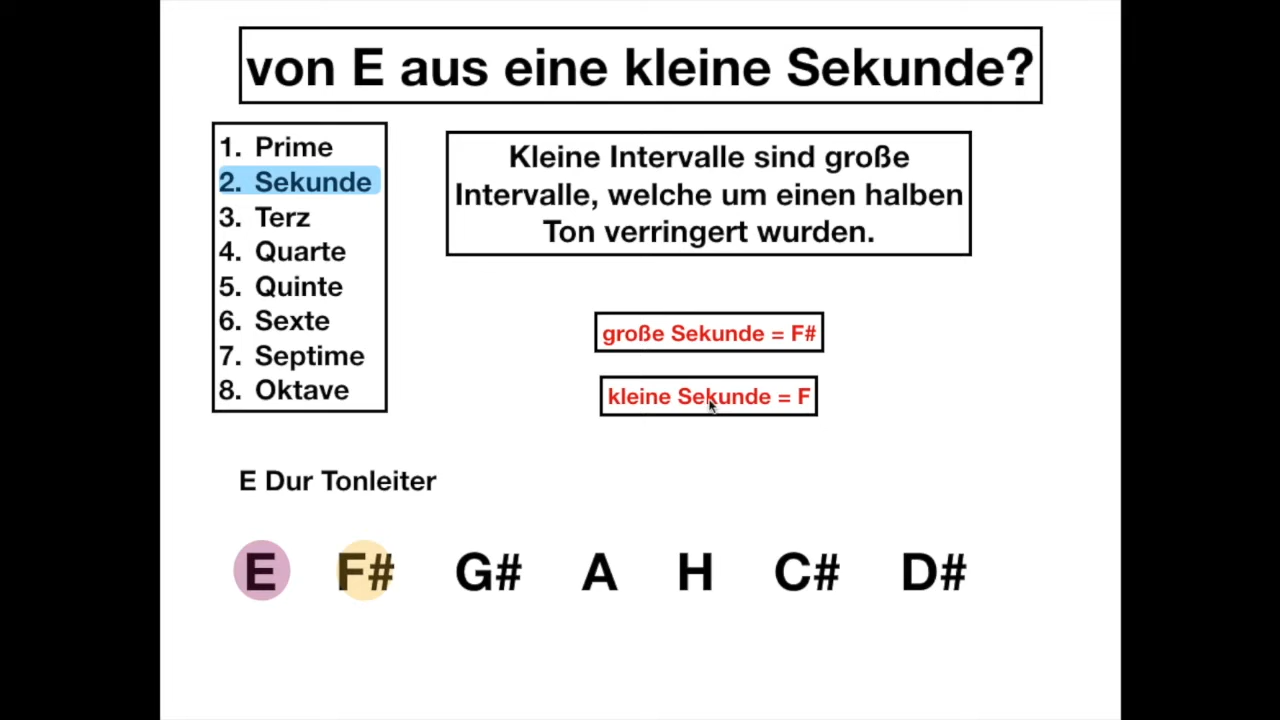 von E aus eine kleine Sekunde?
1. Prime
2. Sekunde
3. Terz
4. Quarte
5. Quinte
6. Sexte
7. Septime
8. Oktave
Kleine Intervalle sind große
Intervalle, welche um einen halben
Ton verringert wurden.
große Sekunde = F#
kleine Sekunde = F
E Dur Tonleiter
E F# G# A H C# D#